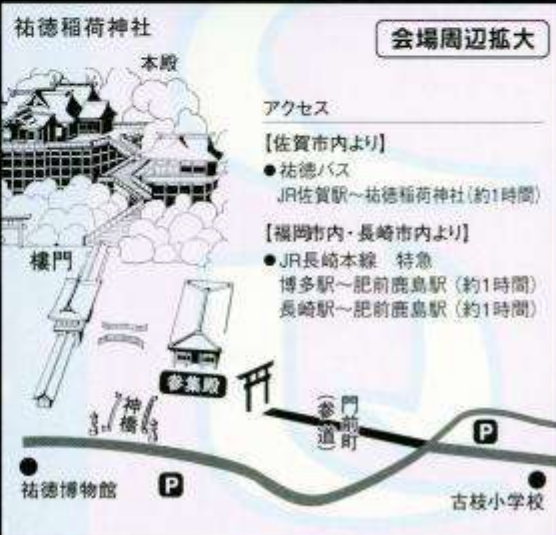 祐徳稲荷神社
会場周辺拡大
本殿
アクセス
【佐賀市内より】
●祐徳バス
JR佐賀駅～祐徳稲荷神社(約1時間)
【福岡市内・長崎市内より】
●JR長崎本線 特急
博多駅～肥前鹿島駅(約1時間)
長崎駅～肥前鹿島駅(約1時間)
樓門
参集殿
神橋
門前町
(参道)
P
祐徳博物館
P
古枝小学校